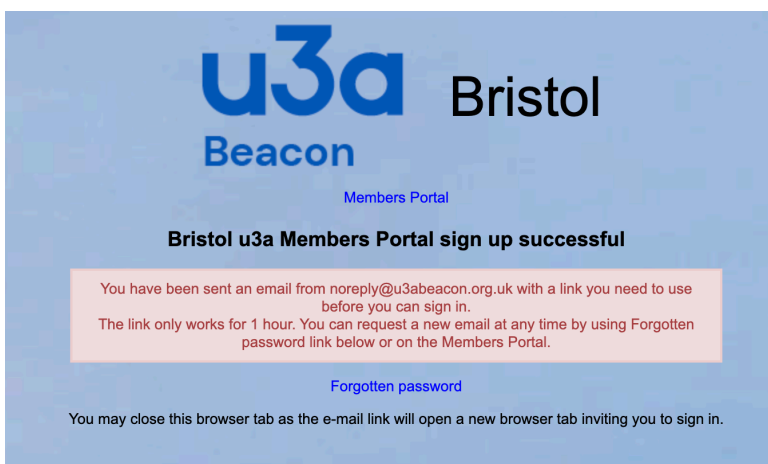 u3a Bristol
Beacon
Members Portal
Bristol u3a Members Portal sign up successful
You have been sent an email from noreply@u3abeacon.org.uk with a link you need to use
before you can sign in.
The link only works for 1 hour. You can request a new email at any time by using Forgotten
password link below or on the Members Portal.
Forgotten password
You may close this browser tab as the e-mail link will open a new browser tab inviting you to sign in.